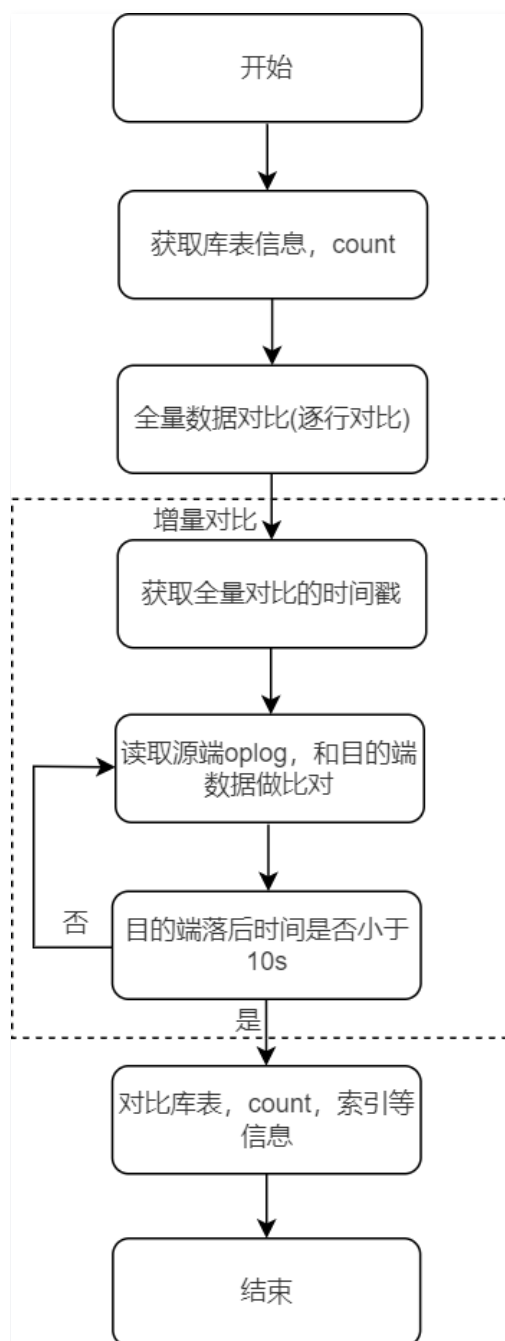 开始
获取库表信息，count
全量数据对比(逐行对比)
增量对比
获取全量对比的时间戳
读取源端oplog，和目的端
数据做比对
否
目的端落后时间是否小于
10s
是
对比库表，count，索引等
信息
结束